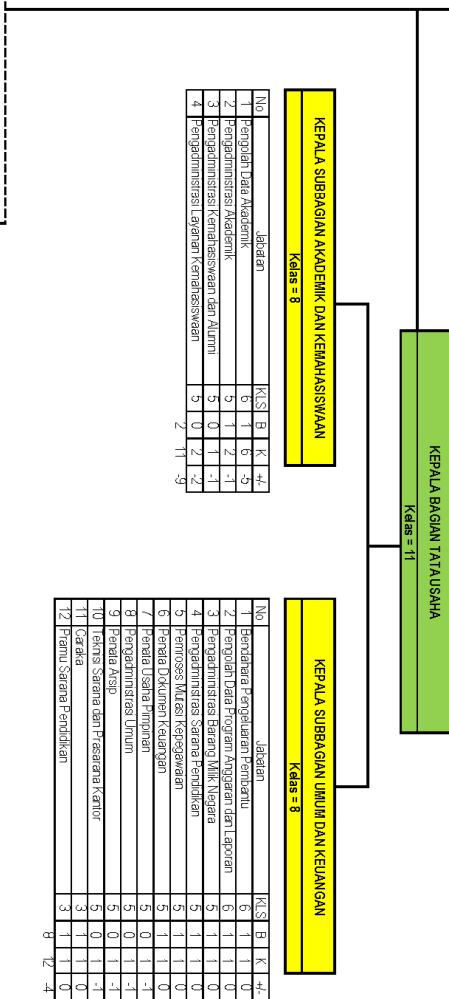 KEPALA BAGIAN TATA USAHA
Kelas = 11
KEPALA SUBBAGIAN AKADEMIK DAN KEMAHASISWAAN
Kelas = 8
No Jabatan KLS B K +/-
1 Pengolah Data Akademik 6 1 6 -5
2 Pengadministrasi Akademik 5 1 2 -1
3 Pengadministrasi Kemahasiswaan dan Alumni 5 0 1 -1
4 Pengadministrasi Layanan Kemahasiswaan 5 0 2 -2
2 11 -9
KEPALA SUBBAGIAN UMUM DAN KEUANGAN
Kelas = 8
No Jabatan KLS B K +/-
1 Bendahara Pengeluaran Pembantu 6 1 1 0
2 Pengolah Data Program Anggaran dan Laporan 6 1 1 0
3 Pengadministrasi Barang Milik Negara 5 1 1 0
4 Pengadministrasi Sarana Pendidikan 5 1 1 0
5 Pemroses Mutasi Kepegawaian 5 1 1 0
6 Penata Dokumen Keuangan 5 1 1 0
7 Penata Usaha Pimpinan 5 0 1 -1
8 Pengadministrasi Umum 5 0 1 -1
9 Penata Arsip 5 0 1 -1
10 Teknisi Sarana dan Prasarana Kantor 5 0 1 -1
11 Caraka 3 1 1 0
12 Pramu Sarana Pendidikan 3 1 1 0
8 12 -4